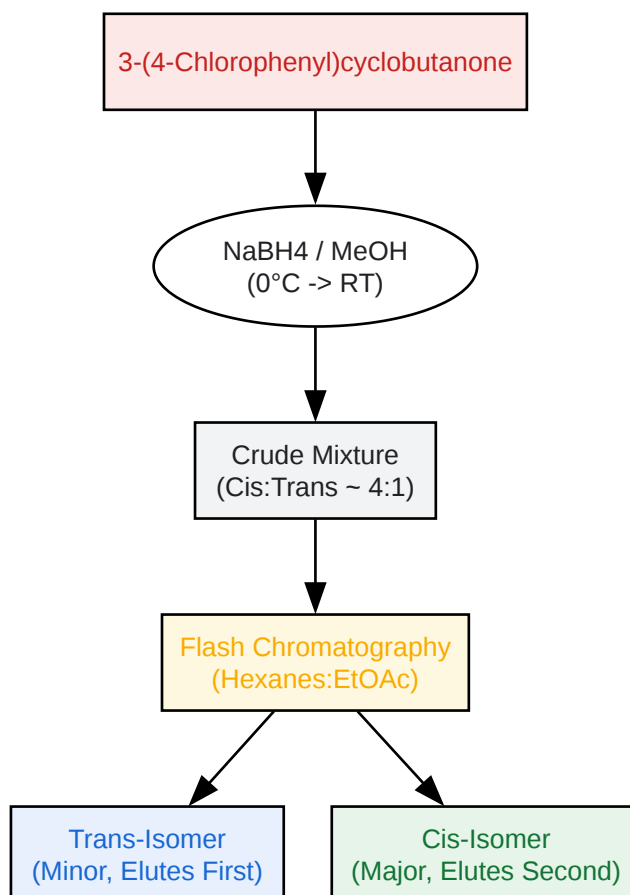 3-(4-Chlorophenyl)cyclobutanone
NaBH4 / MeOH
(0°C -> RT)
Crude Mixture
(Cis:Trans ~ 4:1)
Flash Chromatography
(Hexanes:EtOAc)
Trans-Isomer
(Minor, Elutes First)
Cis-Isomer
(Major, Elutes Second)